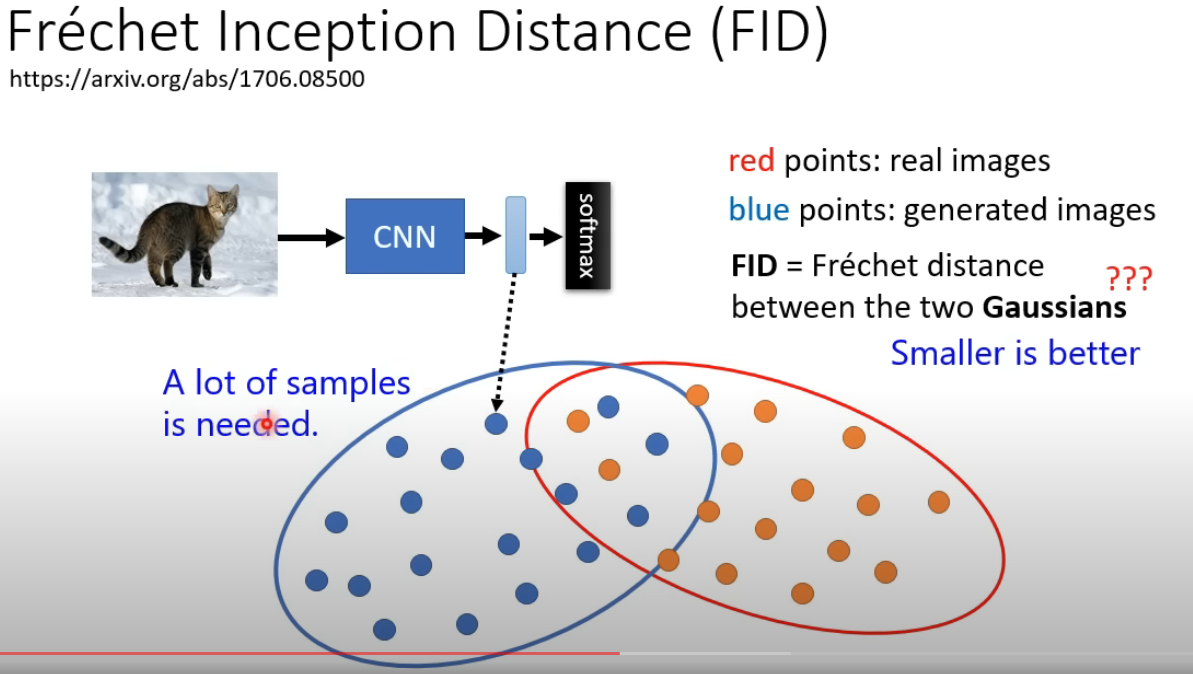 Fréchet Inception Distance (FID)
https://arxiv.org/abs/1706.08500
CNN
softmax
red points: real images
blue points: generated images
FID = Fréchet distance
???
between the two Gaussians
Smaller is better
A lot of samples
is needed.